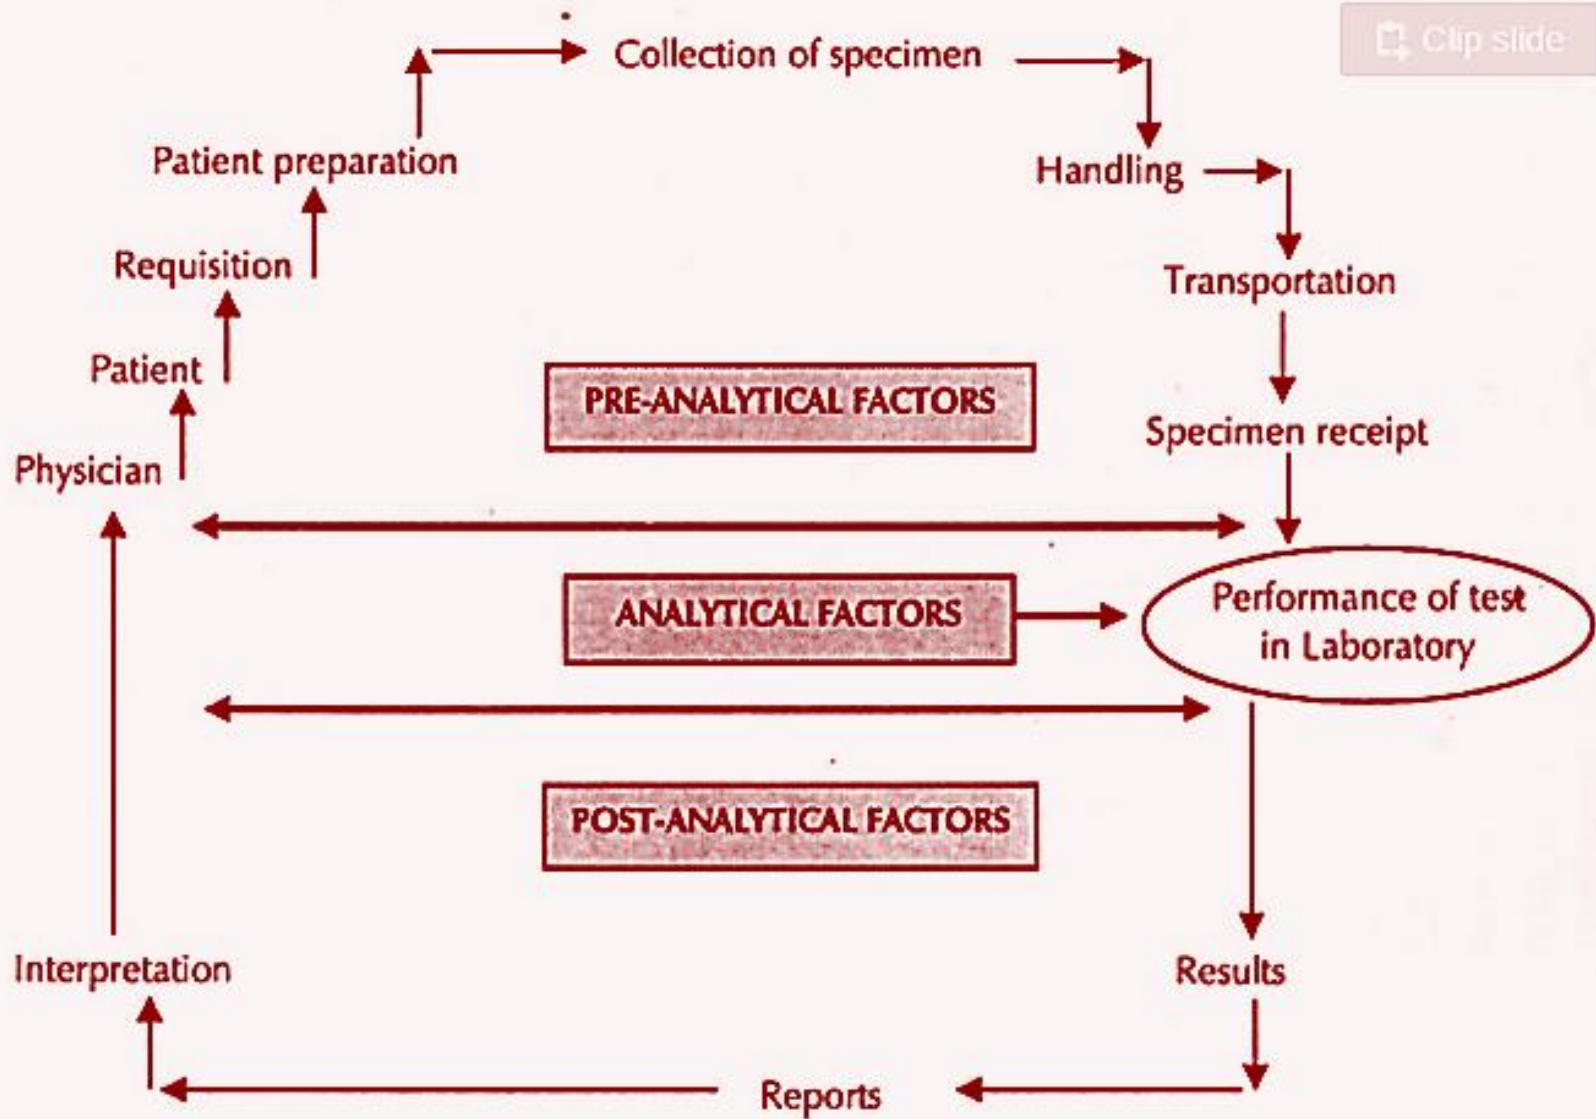 Clip slide
Collection of specimen
Patient preparation
Handling
Requisition
Transportation
Patient
PRE-ANALYTICAL FACTORS
Specimen receipt
Physician
ANALYTICAL FACTORS
Performance of test
in Laboratory
POST-ANALYTICAL FACTORS
Interpretation
Results
Reports